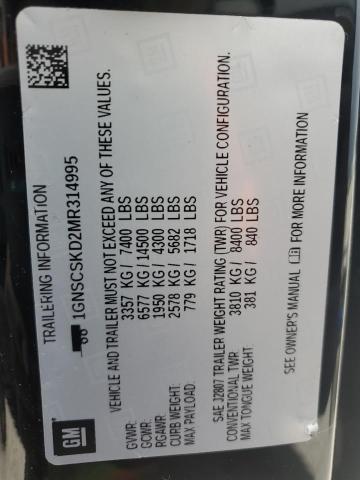 TRAILERING INFORMATION
1GNSCSKDZMR314995
VEHICLE AND TRAILER MUST NOT EXCEED ANY OF THESE VALUES.
GVWR: 3357 KG / 7400 LBS
GCWR: 6577 KG / 14500 LBS
RGAWR: 1950 KG / 4300 LBS
CURB WEIGHT: 2578 KG / 5682 LBS
MAX PAYLOAD: 779 KG / 1718 LBS
SAE J2807 TRAILER WEIGHT RATING (TWR) FOR VEHICLE CONFIGURATION.
CONVENTIONAL TWR: 3810 KG / 8400 LBS
MAX TONGUE WEIGHT: 381 KG / 840 LBS
SEE OWNER'S MANUAL FOR MORE INFORMATION
GM